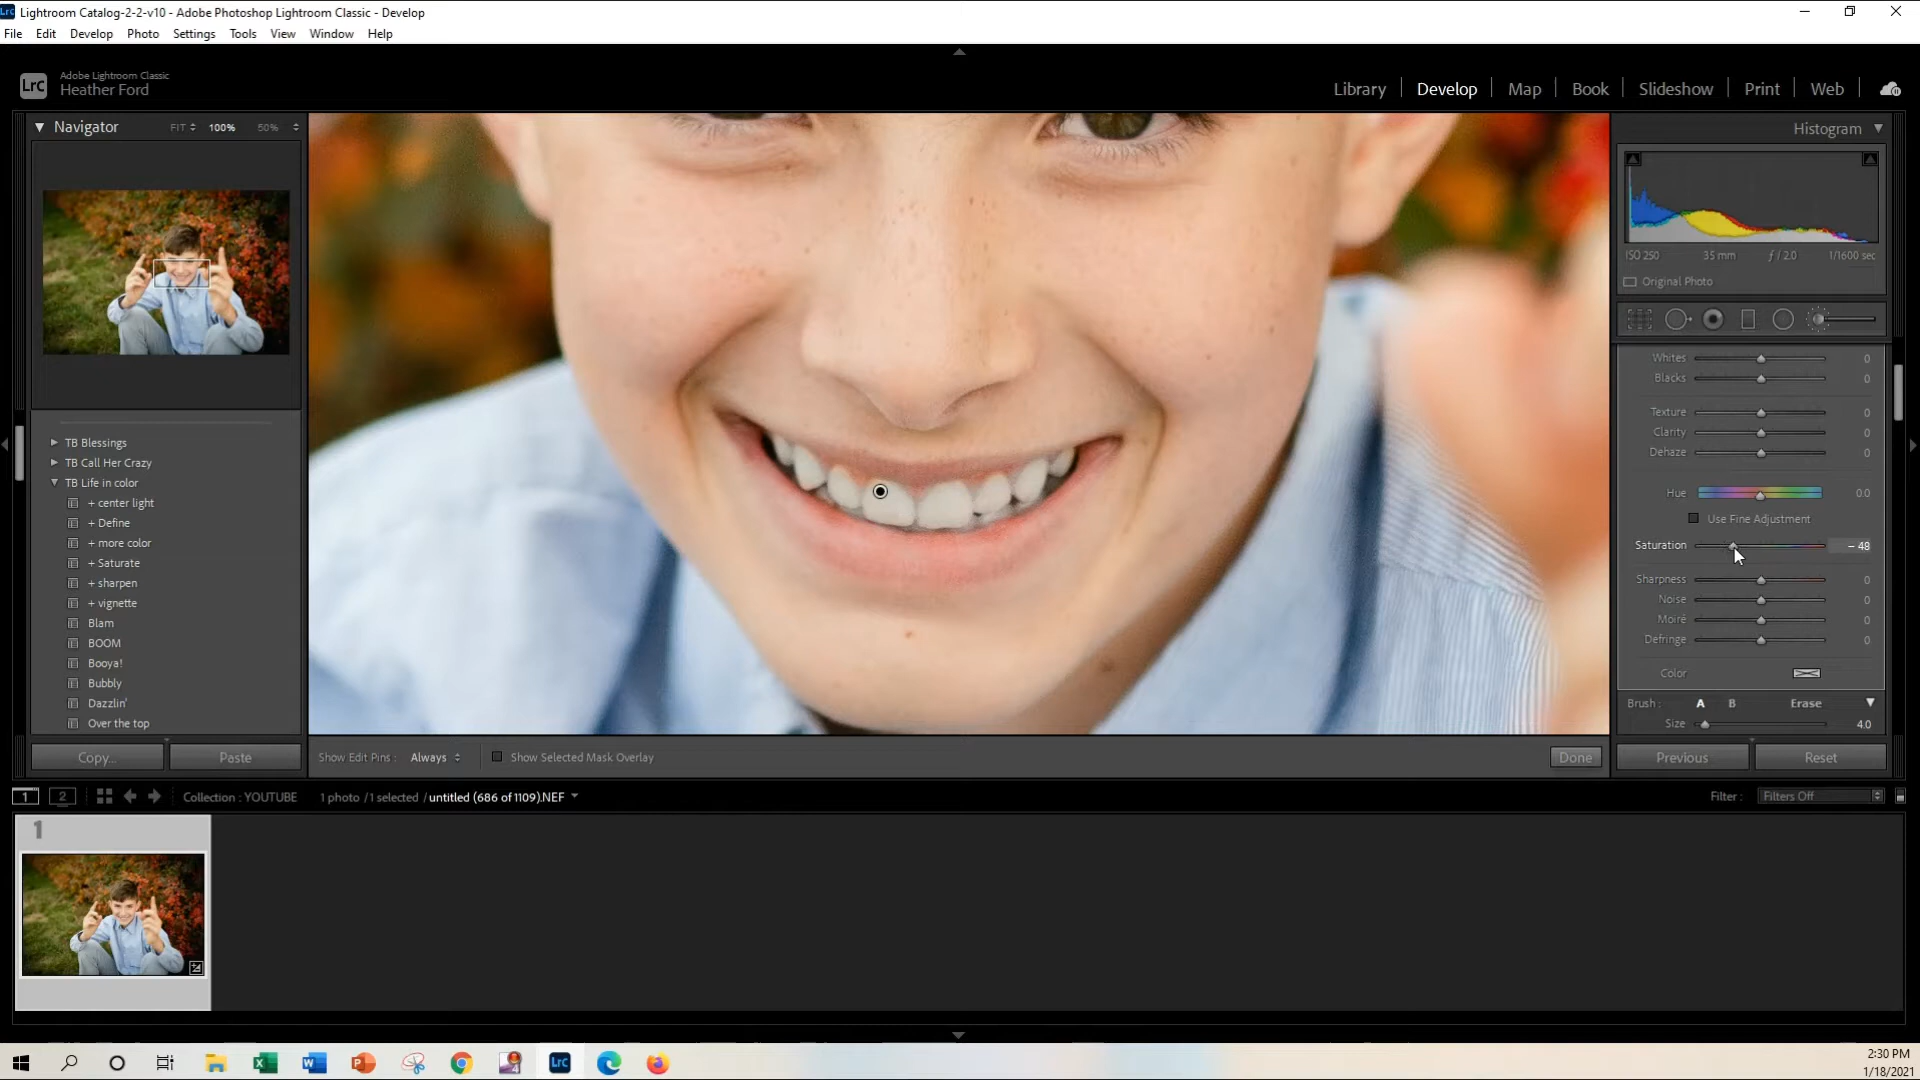 Lightroom Catalog-2-2-v10 - Adobe Photoshop Lightroom Classic - Develop
File Edit Develop Photo Settings Tools View Window Help
LrC
Adobe Lightroom Classic
Heather Ford
Library Develop Map Book Slideshow Print Web
Navigator FIT 100% 50%
Histogram
ISO 250 35 mm ƒ / 2.0 1/1600 sec
Original Photo
Whites 0
Blacks 0
Texture 0
Clarity 0
Dehaze 0
Hue 0.0
Use Fine Adjustment
Saturation – 48
Sharpness 0
Noise 0
Moiré 0
Defringe 0
Color
Brush : A B Erase
Size 4.0
TB Blessings
TB Call Her Crazy
TB Life in color
+ center light
+ Define
+ more color
+ Saturate
+ sharpen
+ vignette
Blam
BOOM
Booya!
Bubbly
Dazzlin'
Over the top
Copy... Paste
Show Edit Pins : Always Show Selected Mask Overlay Done
Previous Reset
1 2 Collection : YOUTUBE 1 photo / 1 selected / untitled (686 of 1109).NEF
Filter : Filters Off
1
LrC
2:30 PM
1/18/2021